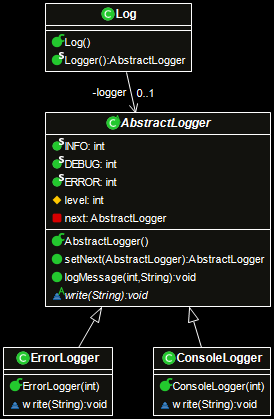 Log
Log()
Logger():AbstractLogger
-logger
0..1
AbstractLogger
INFO: int
DEBUG: int
ERROR: int
level: int
next: AbstractLogger
AbstractLogger()
setNext(AbstractLogger):AbstractLogger
logMessage(int,String):void
write(String):void
ErrorLogger
ErrorLogger(int)
write(String):void
ConsoleLogger
ConsoleLogger(int)
write(String):void